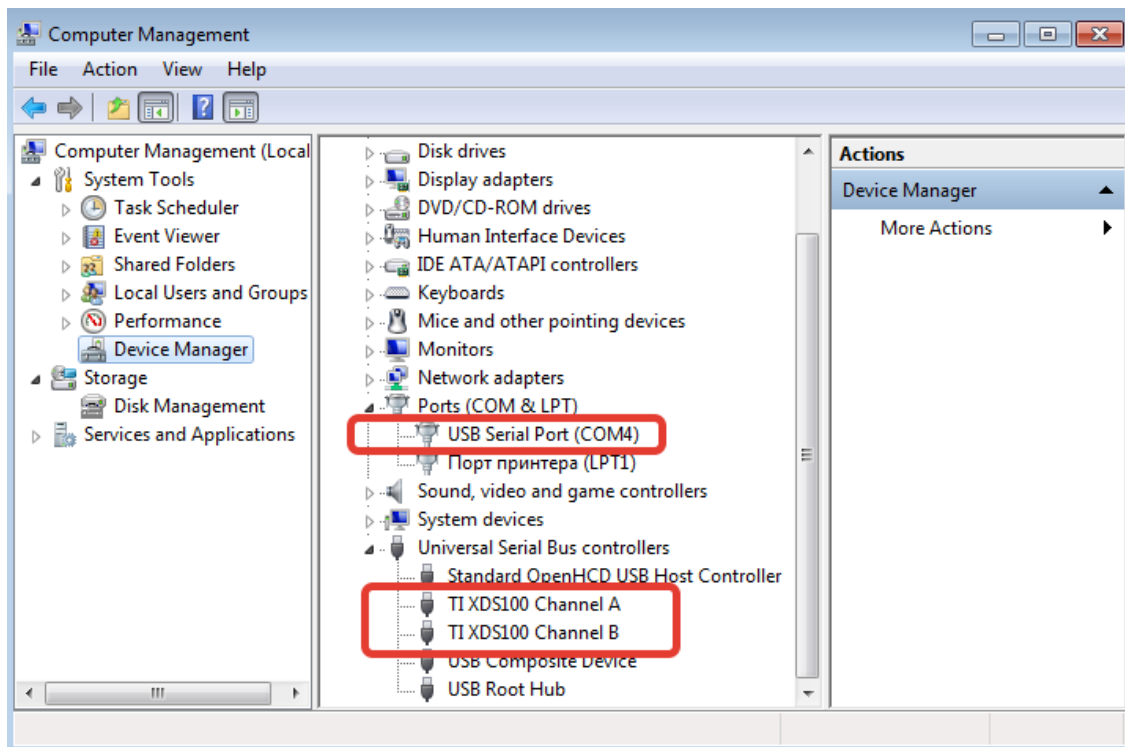 Computer Management
File Action View Help
Computer Management (Local
System Tools
Task Scheduler
Event Viewer
Shared Folders
Local Users and Groups
Performance
Device Manager
Storage
Disk Management
Services and Applications
Disk drives
Display adapters
DVD/CD-ROM drives
Human Interface Devices
IDE ATA/ATAPI controllers
Keyboards
Mice and other pointing devices
Monitors
Network adapters
Ports (COM & LPT)
USB Serial Port (COM4)
Порт принтера (LPT1)
Sound, video and game controllers
System devices
Universal Serial Bus controllers
Standard OpenHCD USB Host Controller
TI XDS100 Channel A
TI XDS100 Channel B
USB Composite Device
USB Root Hub
Actions
Device Manager
More Actions